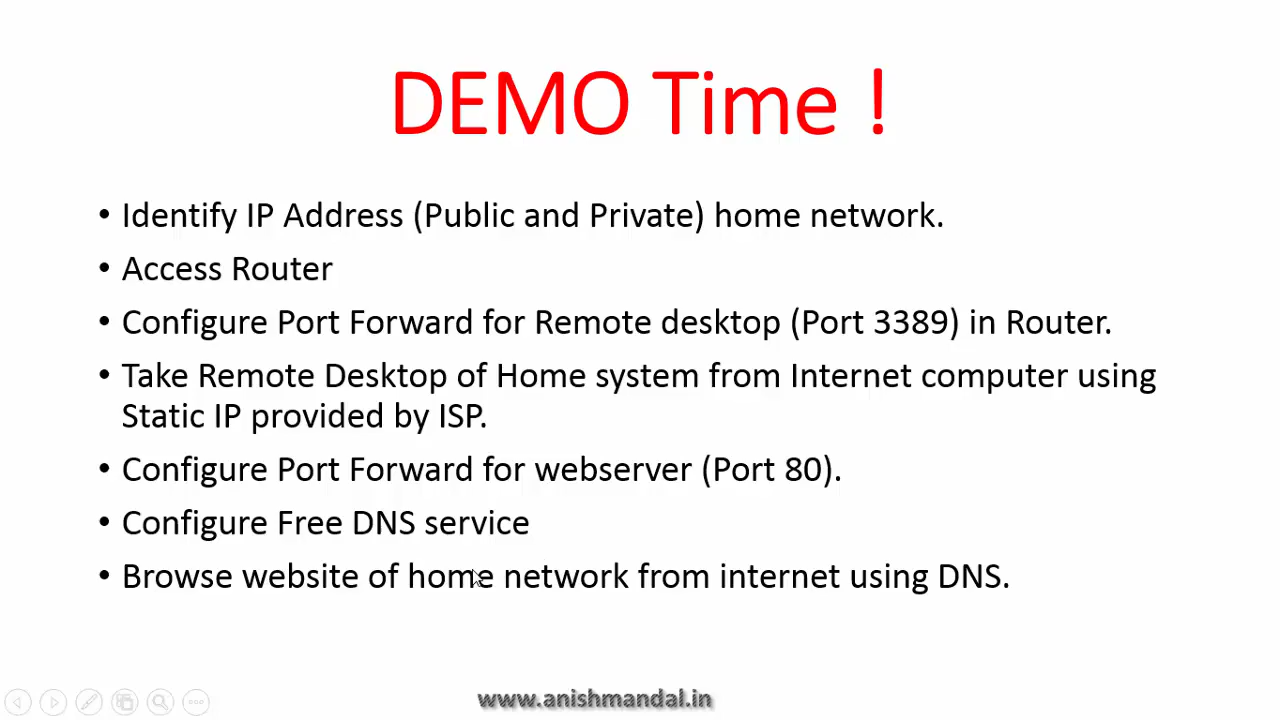 DEMO Time !
• Identify IP Address (Public and Private) home network.
• Access Router
• Configure Port Forward for Remote desktop (Port 3389) in Router.
• Take Remote Desktop of Home system from Internet computer using
Static IP provided by ISP.
• Configure Port Forward for webserver (Port 80).
• Configure Free DNS service
• Browse website of home network from internet using DNS.
www.anishmandal.in